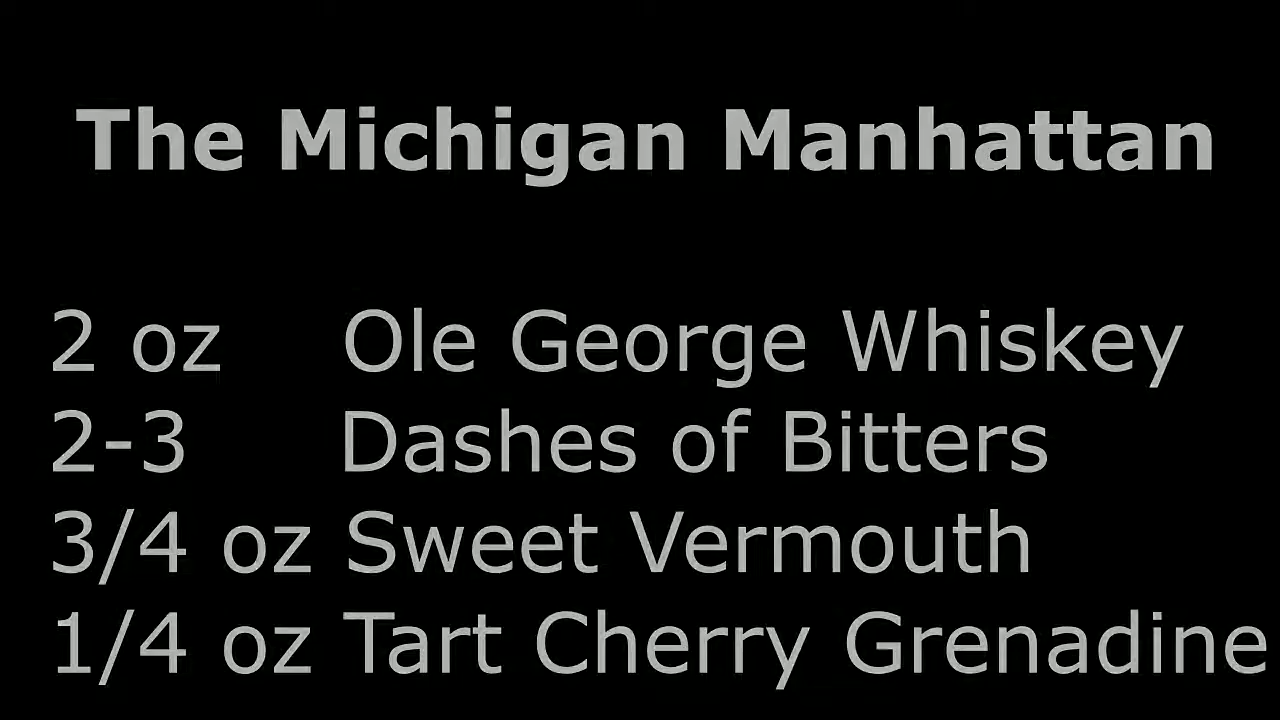 The Michigan Manhattan
2 oz Ole George Whiskey
2-3 Dashes of Bitters
3/4 oz Sweet Vermouth
1/4 oz Tart Cherry Grenadine